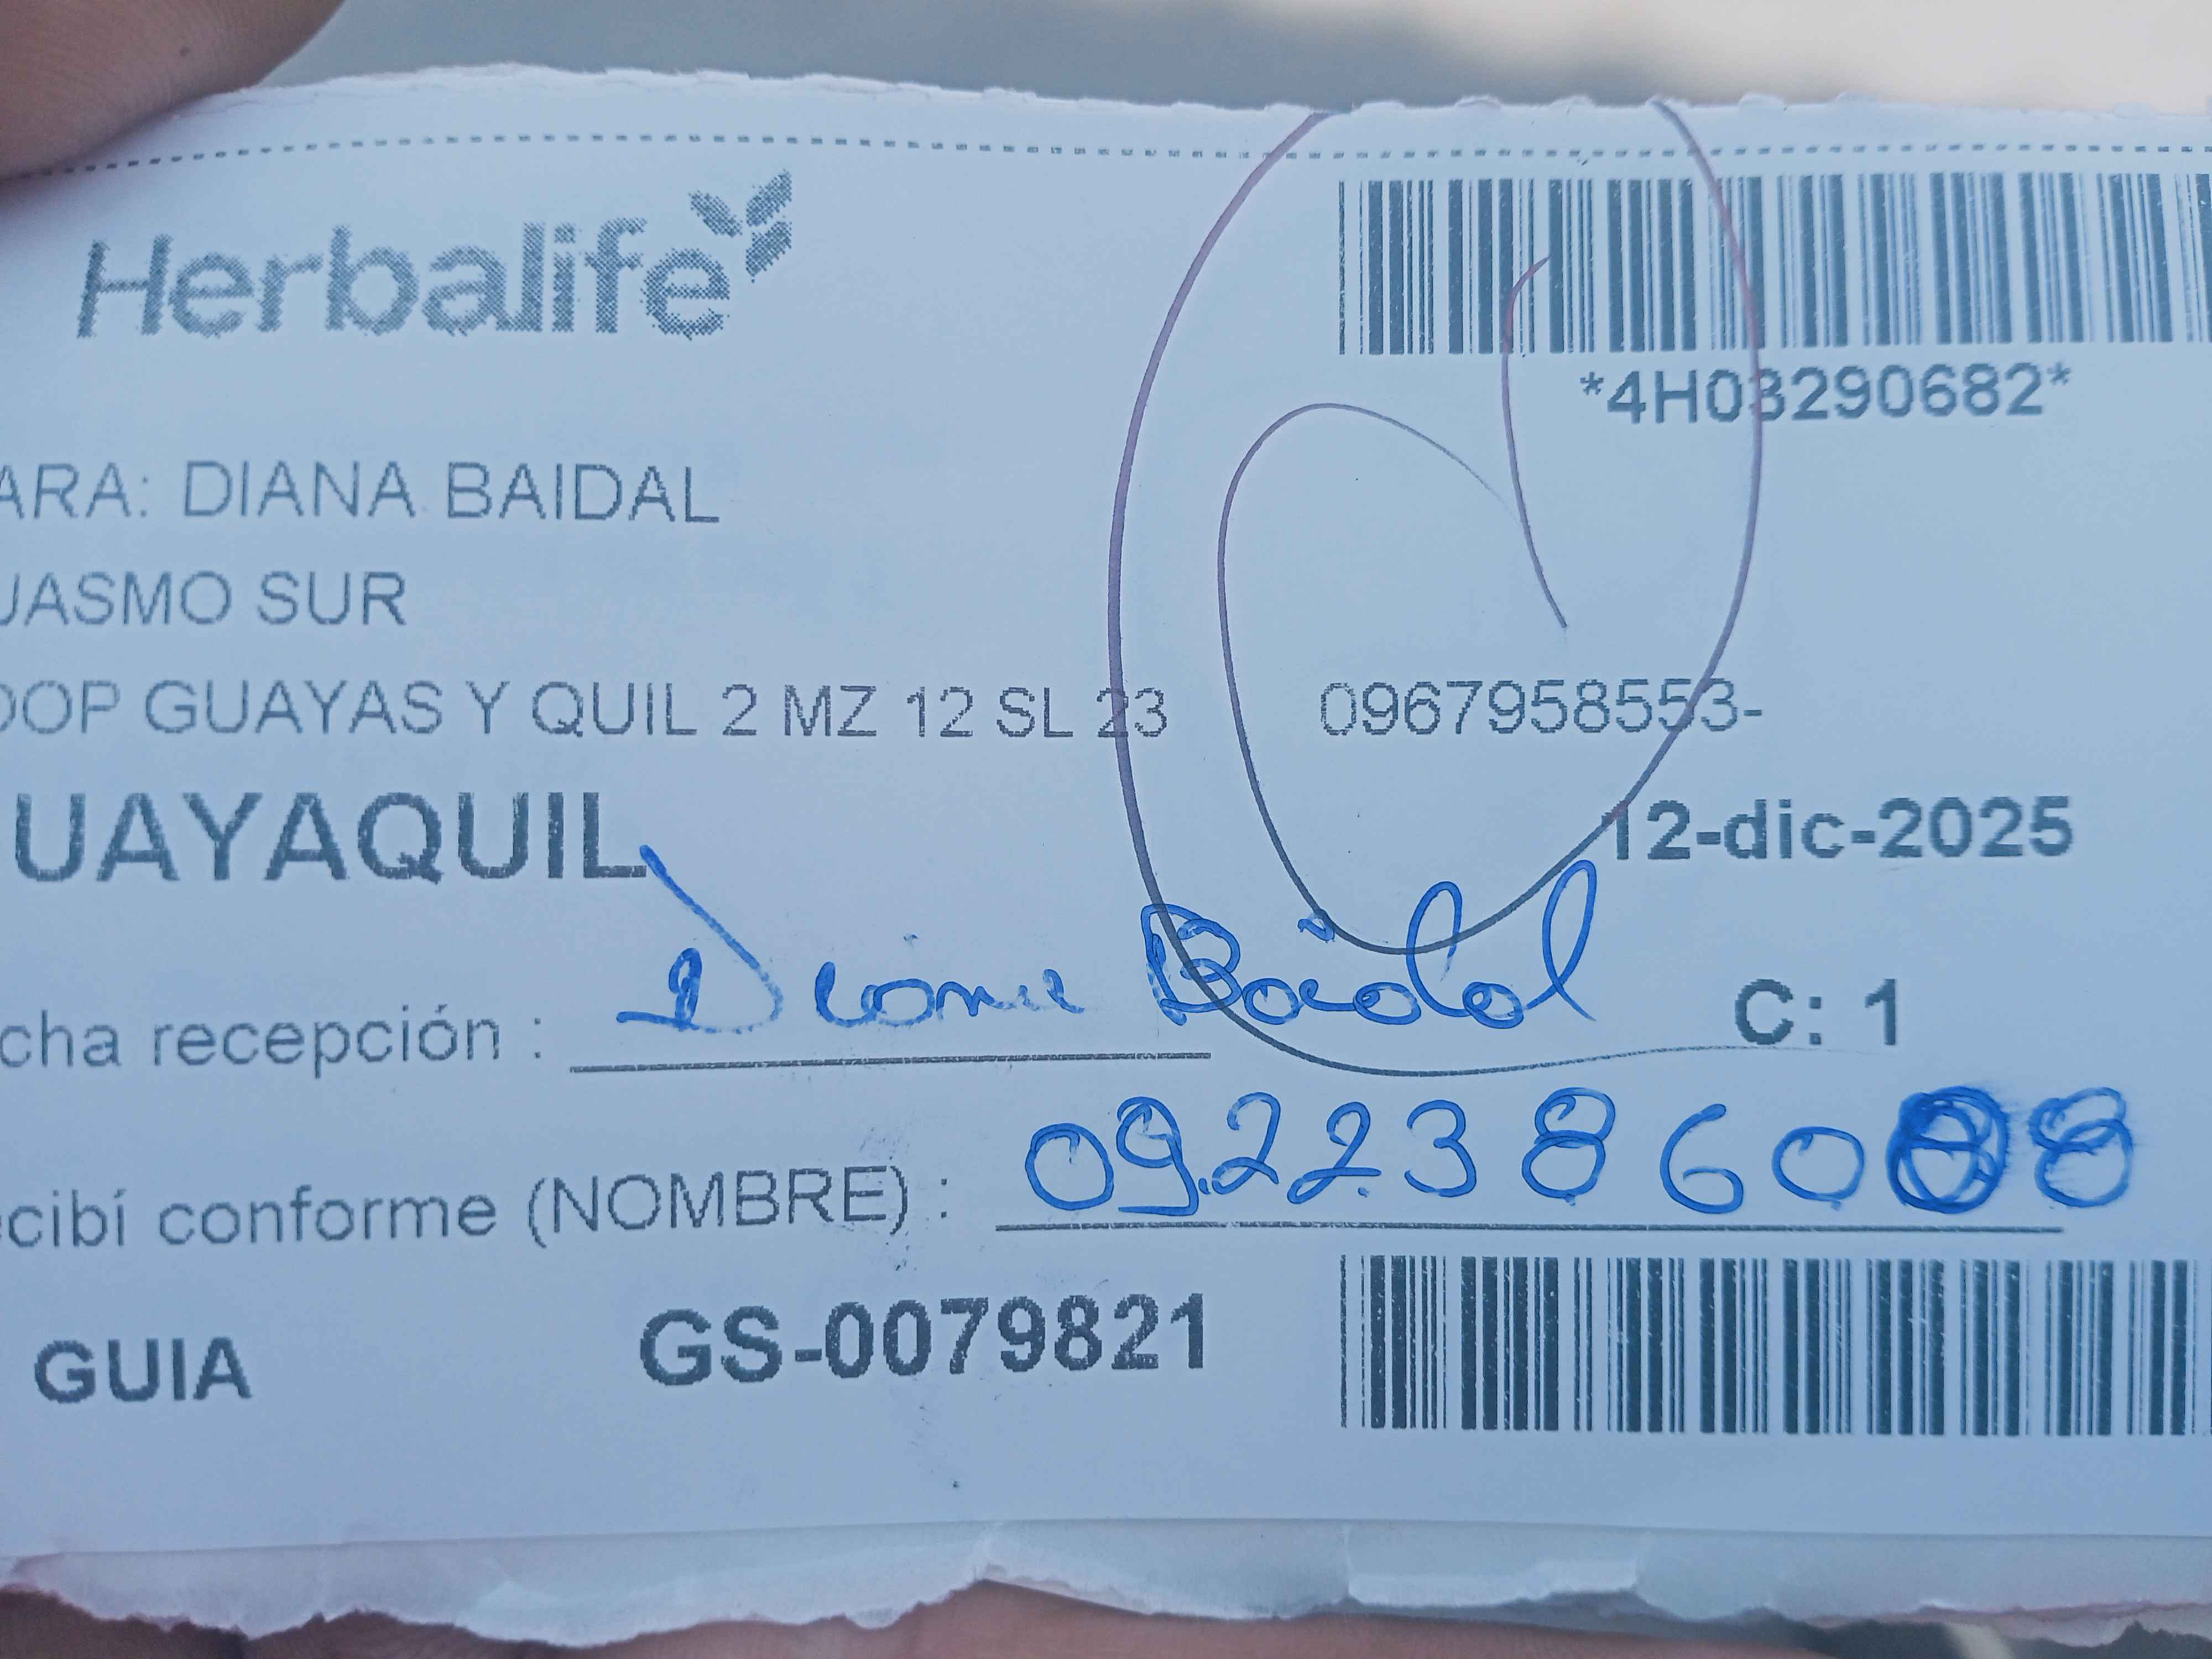 Herbalife
*4H03290682*
ARA: DIANA BAIDAL
UASMO SUR
OOP GUAYAS Y QUIL 2 MZ 12 SL 23 0967958553-
UAYAQUIL 12-dic-2025
cha recepción : Diana Baidal C: 1
ecibí conforme (NOMBRE) : 0922386088
GUIA GS-0079821